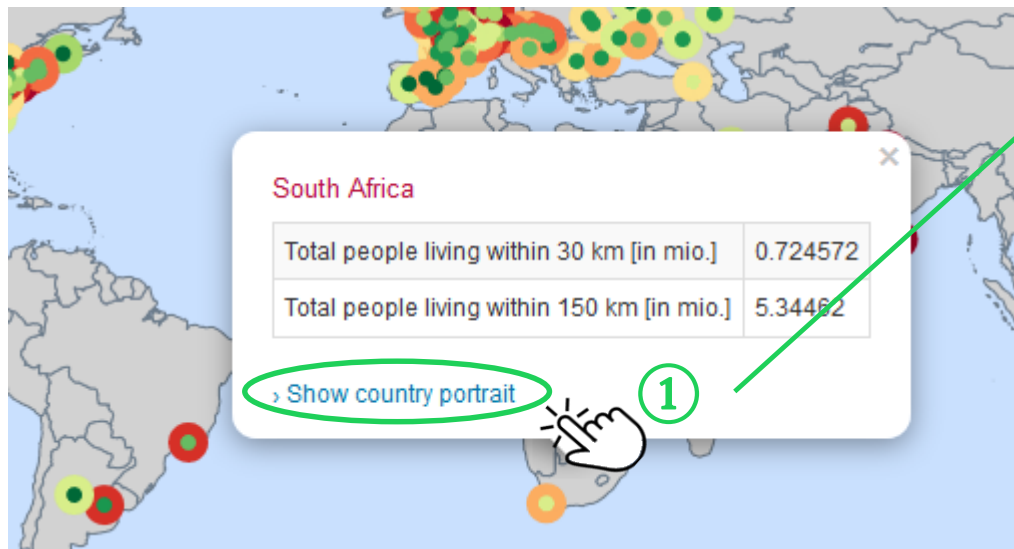 ×
South Africa
Total people living within 30 km [in mio.] 0.724572
Total people living within 150 km [in mio.] 5.34462
› Show country portrait
①